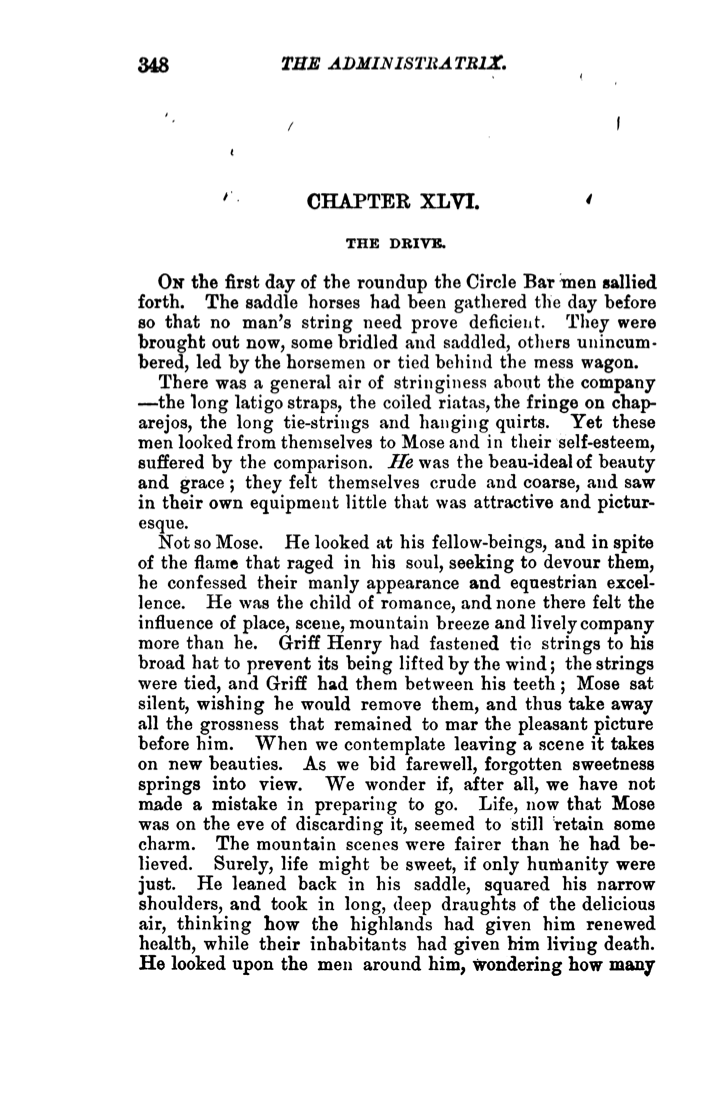 348 THE ADMINISTRATRIX.
CHAPTER XLVI.
THE DRIVE.
ON the first day of the roundup the Circle Bar men sallied
forth. The saddle horses had been gathered the day before
so that no man's string need prove deficient. They were
brought out now, some bridled and saddled, others unincum-
bered, led by the horsemen or tied behind the mess wagon.
There was a general air of stringiness about the company
—the long latigo straps, the coiled riatas, the fringe on chap-
arejos, the long tie-strings and hanging quirts. Yet these
men looked from themselves to Mose and in their self-esteem,
suffered by the comparison. He was the beau-ideal of beauty
and grace; they felt themselves crude and coarse, and saw
in their own equipment little that was attractive and pictur-
esque.
Not so Mose. He looked at his fellow-beings, and in spite
of the flame that raged in his soul, seeking to devour them,
he confessed their manly appearance and equestrian excel-
lence. He was the child of romance, and none there felt the
influence of place, scene, mountain breeze and lively company
more than he. Griff Henry had fastened tie strings to his
broad hat to prevent its being lifted by the wind; the strings
were tied, and Griff had them between his teeth; Mose sat
silent, wishing he would remove them, and thus take away
all the grossness that remained to mar the pleasant picture
before him. When we contemplate leaving a scene it takes
on new beauties. As we bid farewell, forgotten sweetness
springs into view. We wonder if, after all, we have not
made a mistake in preparing to go. Life, now that Mose
was on the eve of discarding it, seemed to still retain some
charm. The mountain scenes were fairer than he had be-
lieved. Surely, life might be sweet, if only humanity were
just. He leaned back in his saddle, squared his narrow
shoulders, and took in long, deep draughts of the delicious
air, thinking how the highlands had given him renewed
health, while their inhabitants had given him living death.
He looked upon the men around him, wondering how many